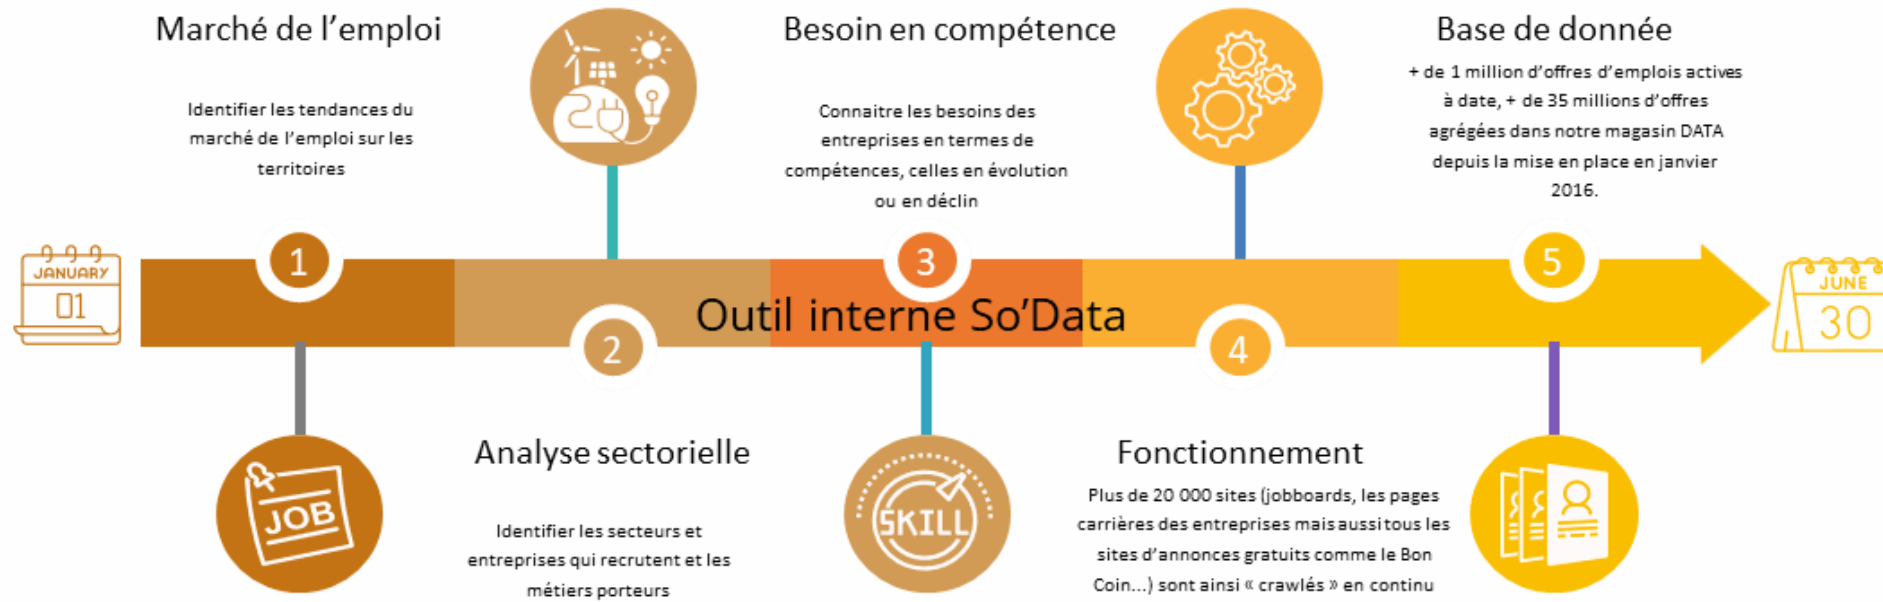 Marché de l'emploi
Identifier les tendances du
marché de l'emploi sur les
territoires
Besoin en compétence
Connaitre les besoins des
entreprises en termes de
compétences, celles en évolution
ou en déclin
Base de donnée
+ de 1 million d'offres d'emplois actives
à date, + de 35 millions d'offres
agrégées dans notre magasin DATA
depuis la mise en place en janvier
2016.
JANUARY
01
1
2
3
4
5
Outil interne So'Data
JUNE
30
JOB
Analyse sectorielle
Identifier les secteurs et
entreprises qui recrutent et les
métiers porteurs
SKILL
Fonctionnement
Plus de 20 000 sites (jobboards, les pages
carrières des entreprises mais aussi tous les
sites d'annonces gratuits comme le Bon
Coin...) sont ainsi « crawlés » en continu